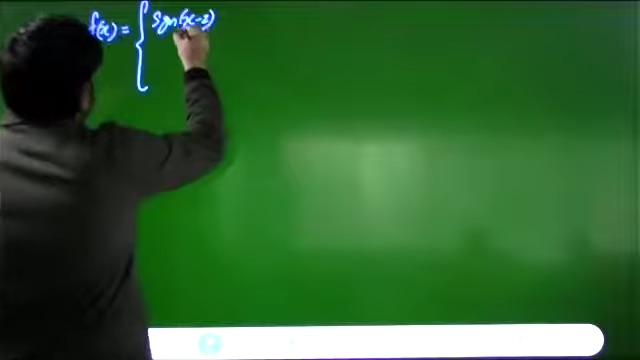 f(x) = { Sgn(x-2)